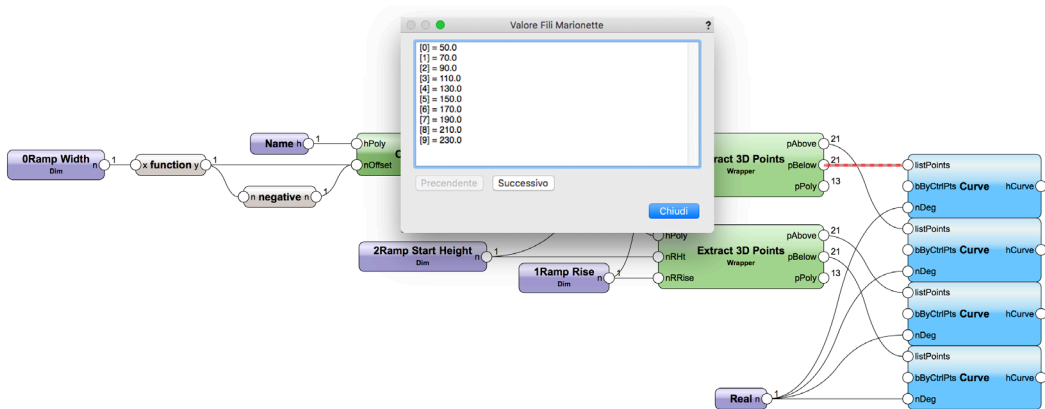 Valore Fili Marionette
?
[0] = 50.0
[1] = 70.0
[2] = 90.0
[3] = 110.0
[4] = 130.0
[5] = 150.0
[6] = 170.0
[7] = 190.0
[8] = 210.0
[9] = 230.0
Precendente
Successivo
Chiudi
0Ramp Width n 1
Dim
x function y 1
n negative n 1
Name h 1
hPoly
nOffset
tract 3D Points
Wrapper
pAbove 21
pBelow 21
pPoly 13
2Ramp Start Height n
Dim
1Ramp Rise n 1
Dim
hPoly
nRHt
nRRise
Extract 3D Points
Wrapper
pAbove 21
pBelow 21
pPoly 13
Real n 1
listPoints
bByCtrlPts Curve hCurve
nDeg
listPoints
bByCtrlPts Curve hCurve
nDeg
listPoints
bByCtrlPts Curve hCurve
nDeg
listPoints
bByCtrlPts Curve hCurve
nDeg